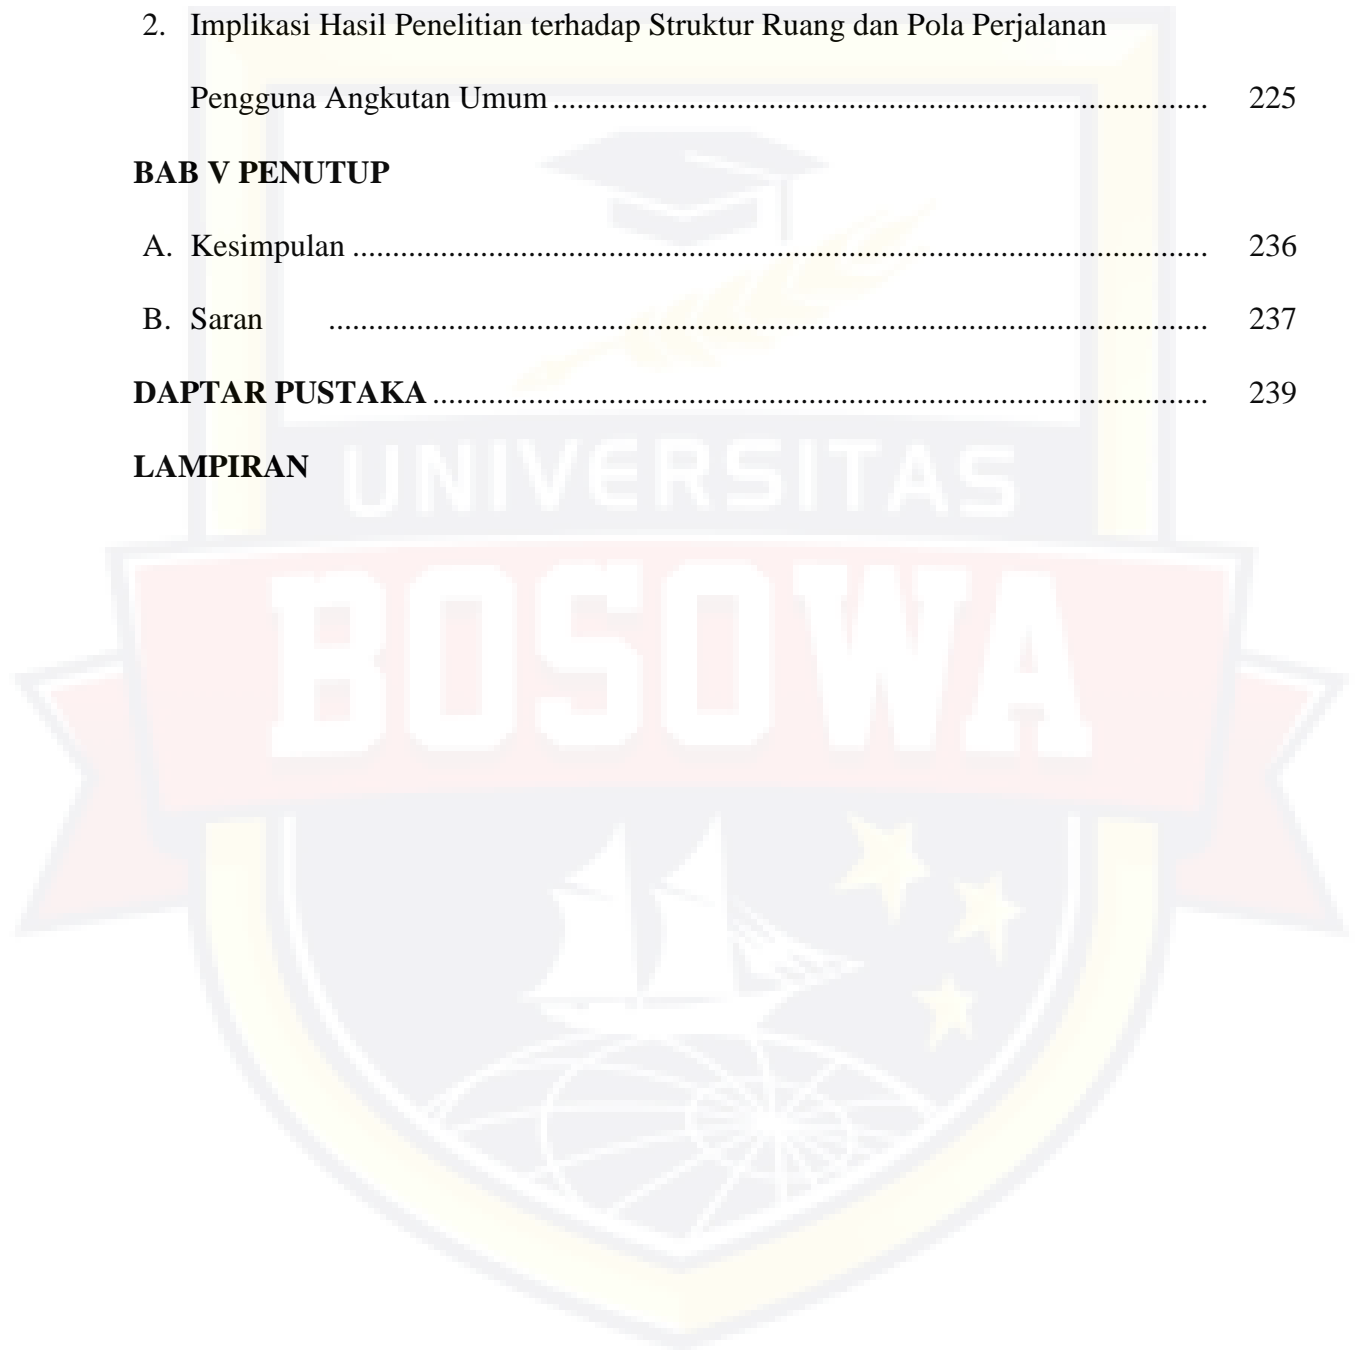 2. Implikasi Hasil Penelitian terhadap Struktur Ruang dan Pola Perjalanan
Pengguna Angkutan Umum ........................................................................ 225
BAB V PENUTUP
A. Kesimpulan ........................................................................ 236
B. Saran ........................................................................ 237
DAPTAR PUSTAKA ........................................................................ 239
LAMPIRAN
UNIVERSITAS
BOSOWA